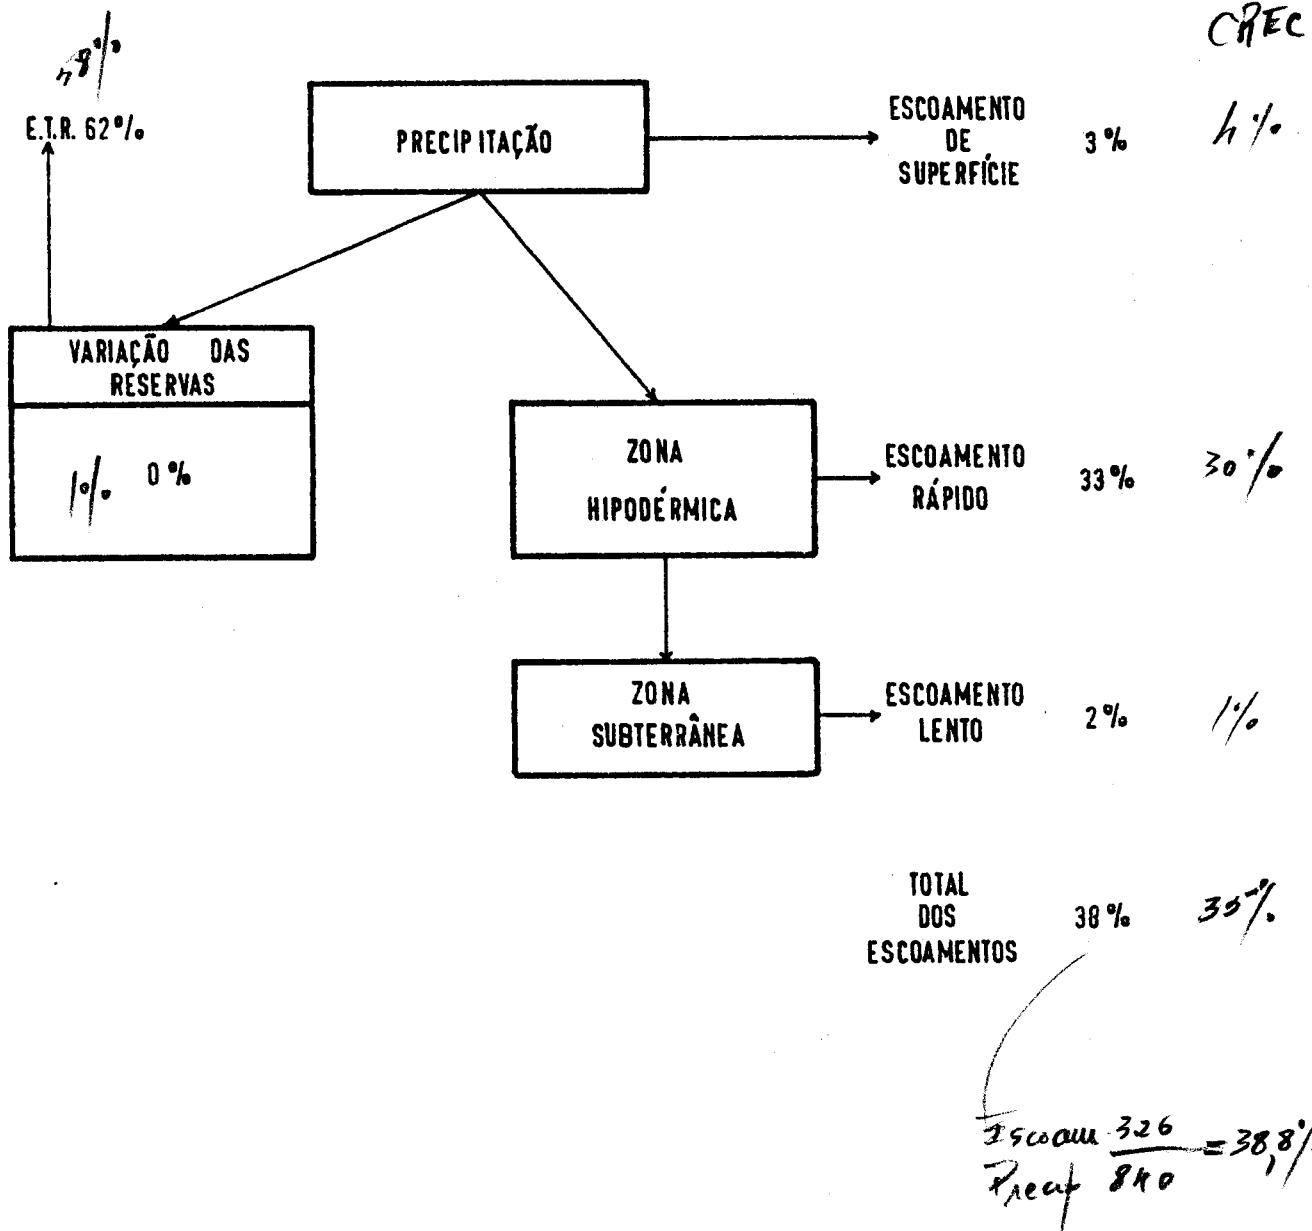 CREC
E.T.R. 62%
PRECIPITAÇÃO
ESCOAMENTO
DE
SUPERFÍCIE
3%
4%
VARIAÇÃO DAS
RESERVAS
1% 0%
ZONA
HIPODÉRMICA
ESCOAMENTO
RÁPIDO
33%
30%
ZONA
SUBTERRÂNEA
ESCOAMENTO
LENTO
2%
1%
TOTAL
DOS
ESCOAMENTOS
38%
35%
Escoam 326 = 38,8%
Precip 840